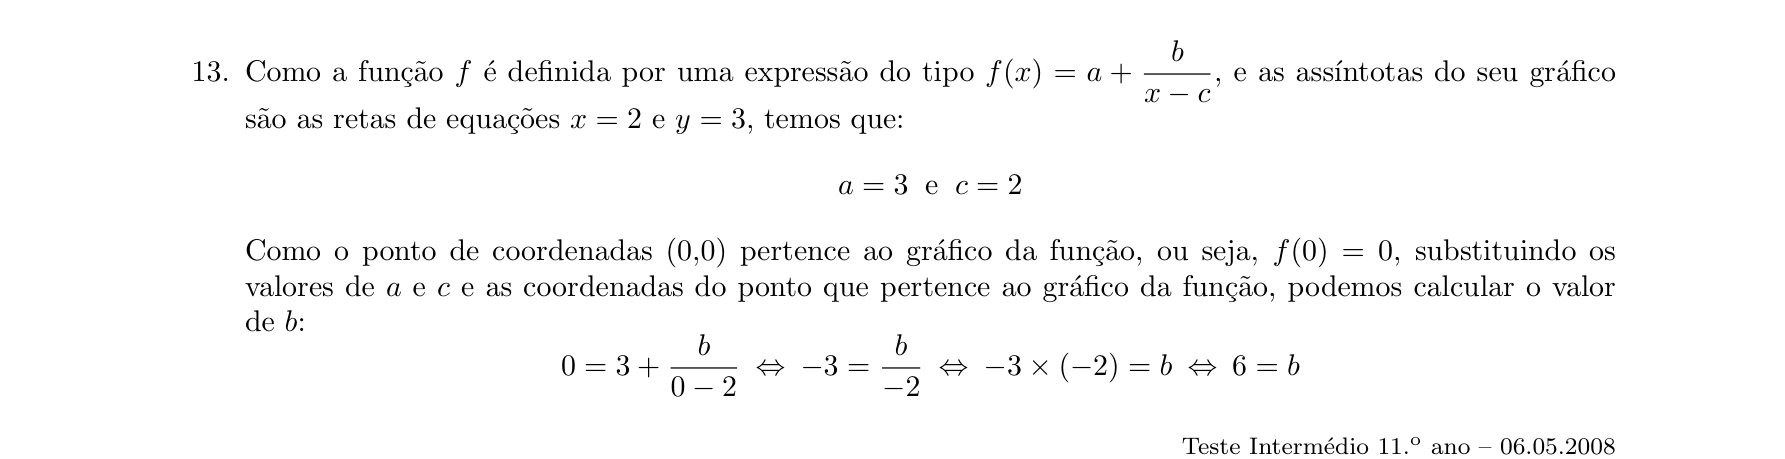 13. Como a função f é definida por uma expressão do tipo f(x) = a + \frac{b}{x − c}, e as assíntotas do seu gráfico
são as retas de equações x = 2 e y = 3, temos que:
a = 3 e c = 2
Como o ponto de coordenadas (0,0) pertence ao gráfico da função, ou seja, f(0) = 0, substituindo os
valores de a e c e as coordenadas do ponto que pertence ao gráfico da função, podemos calcular o valor
de b:
0 = 3 + \frac{b}{0 − 2} ⇔ −3 = \frac{b}{−2} ⇔ −3 × (−2) = b ⇔ 6 = b
Teste Intermédio 11.º ano – 06.05.2008